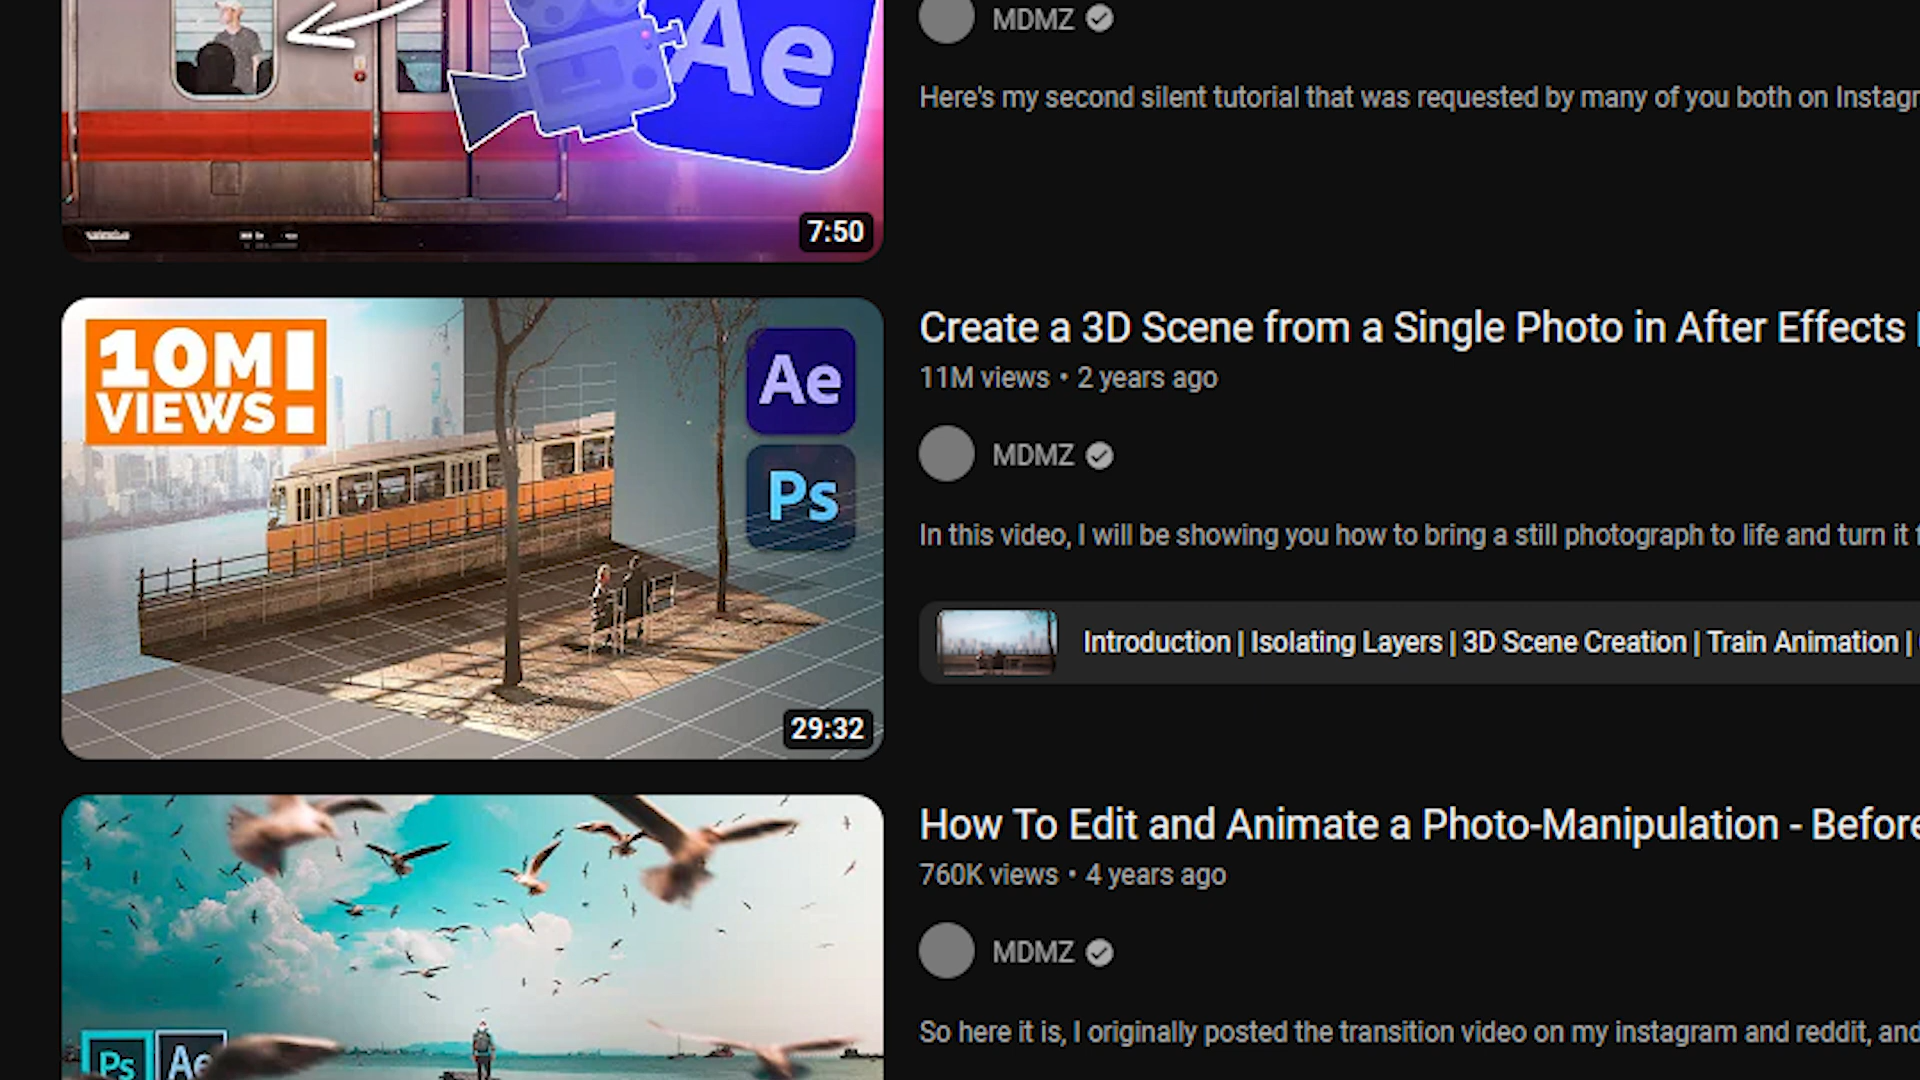 Ae
MDMZ
Here's my second silent tutorial that was requested by many of you both on Instagr
7:50
10M
VIEWS!
Ae
Ps
29:32
Create a 3D Scene from a Single Photo in After Effects
11M views • 2 years ago
MDMZ
In this video, I will be showing you how to bring a still photograph to life and turn it
Introduction | Isolating Layers | 3D Scene Creation | Train Animation |
How To Edit and Animate a Photo-Manipulation - Before
760K views • 4 years ago
MDMZ
So here it is, I originally posted the transition video on my instagram and reddit, and
Ps
Ae